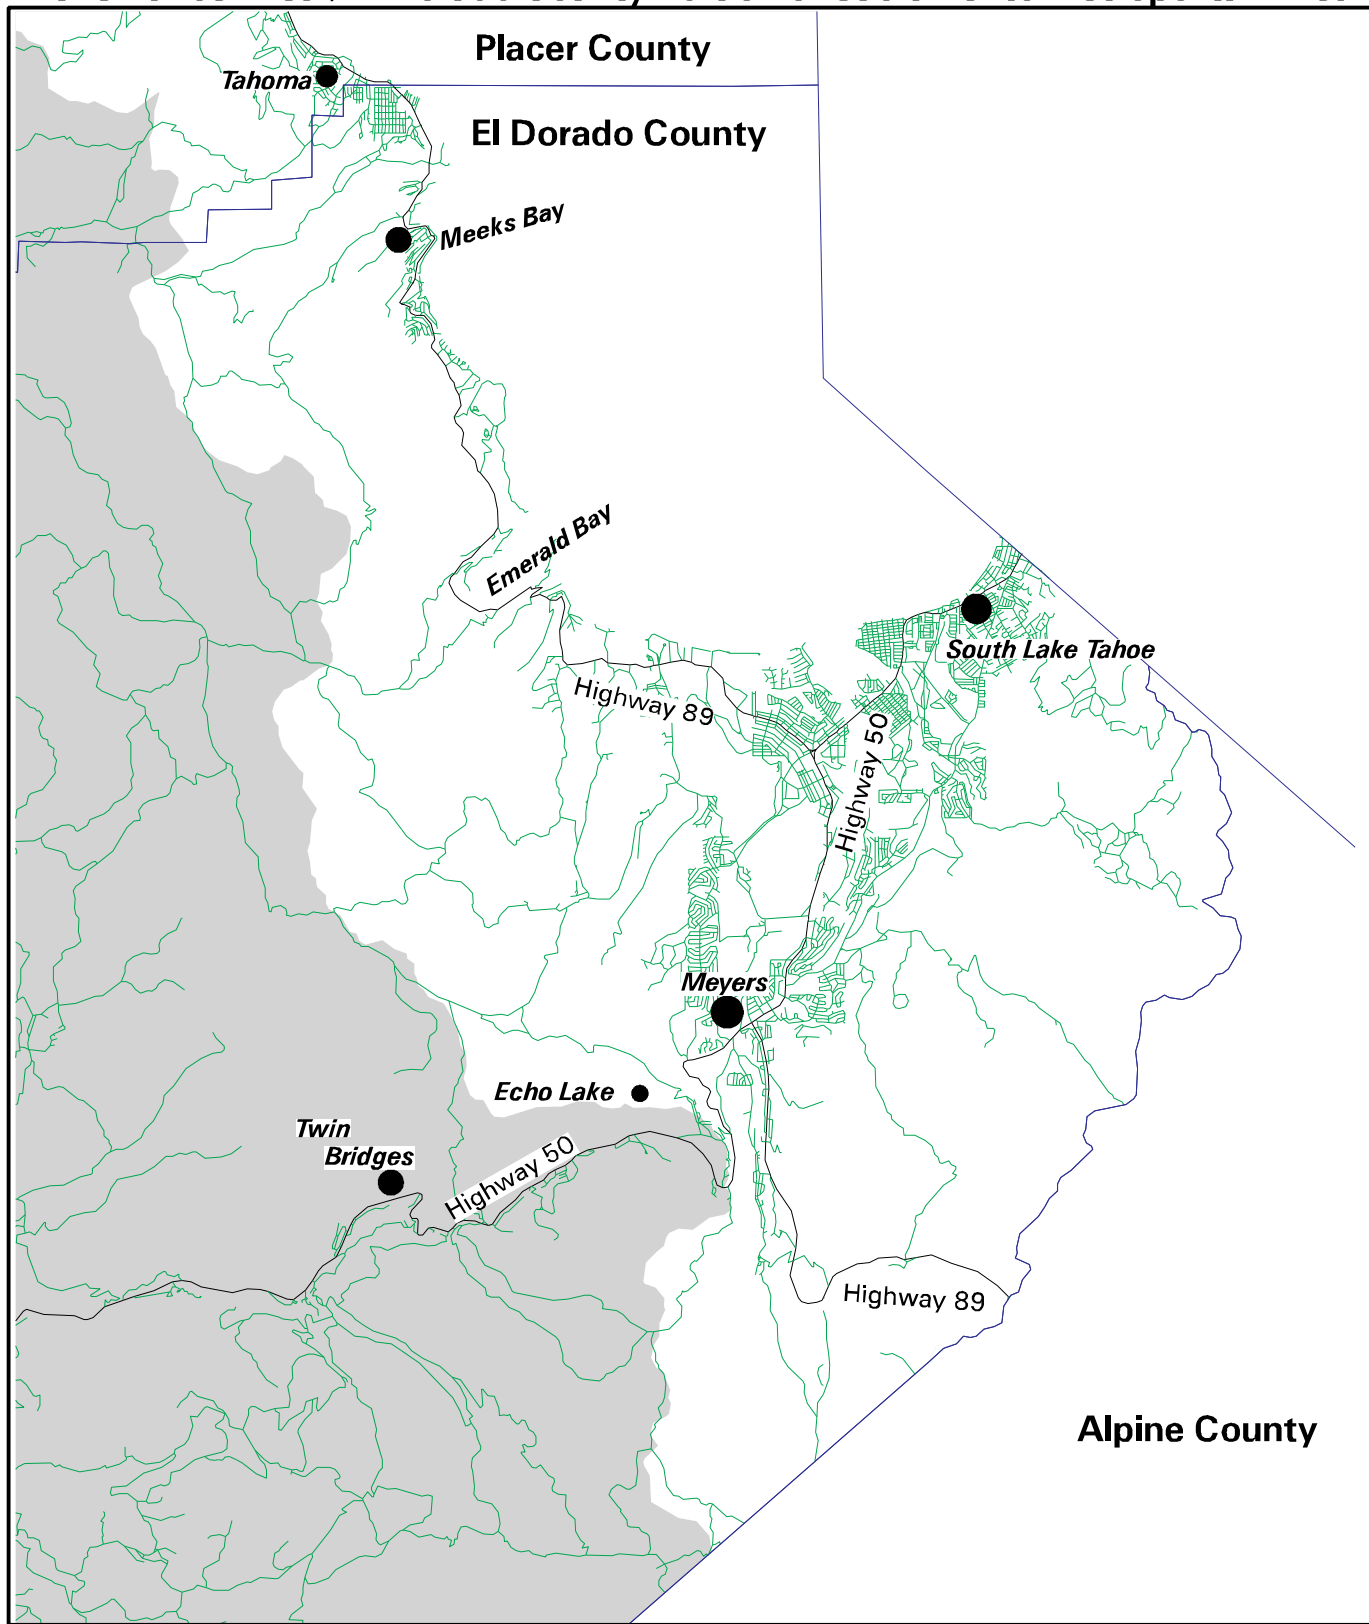 Placer County
Tahoma
El Dorado County
Meeks Bay
Emerald Bay
South Lake Tahoe
Highway 89
Highway 50
Meyers
Echo Lake
Twin
Bridges
Highway 50
Highway 89
Alpine County